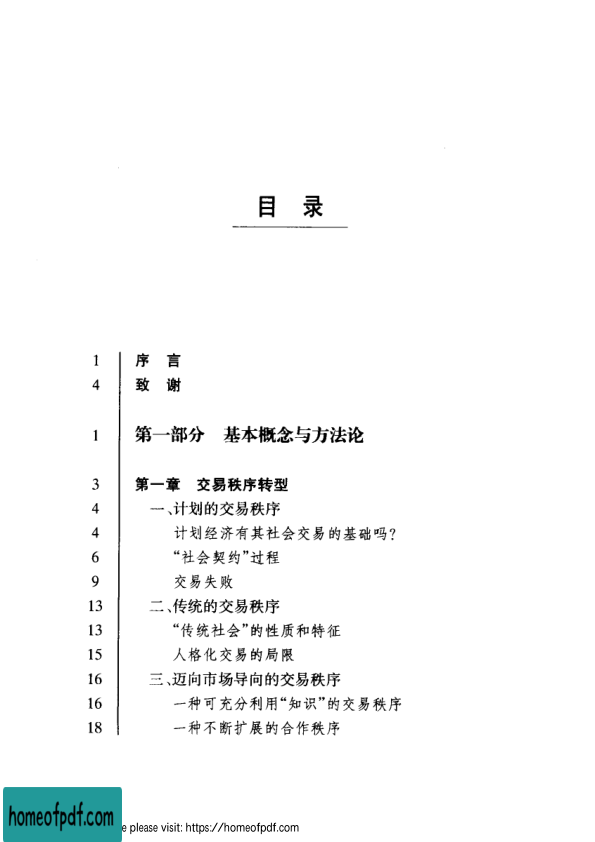 目 录
1 序 言
4 致 谢
1 第一部分 基本概念与方法论
3 第一章 交易秩序转型
4 一、计划的交易秩序
4 计划经济有其社会交易的基础吗?
6 “社会契约”过程
9 交易失败
13 二、传统的交易秩序
13 “传统社会”的性质和特征
15 人格化交易的局限
16 三、迈向市场导向的交易秩序
16 一种可充分利用“知识”的交易秩序
18 一种不断扩展的合作秩序
homeofpdf.com
e please visit: https://homeofpdf.com